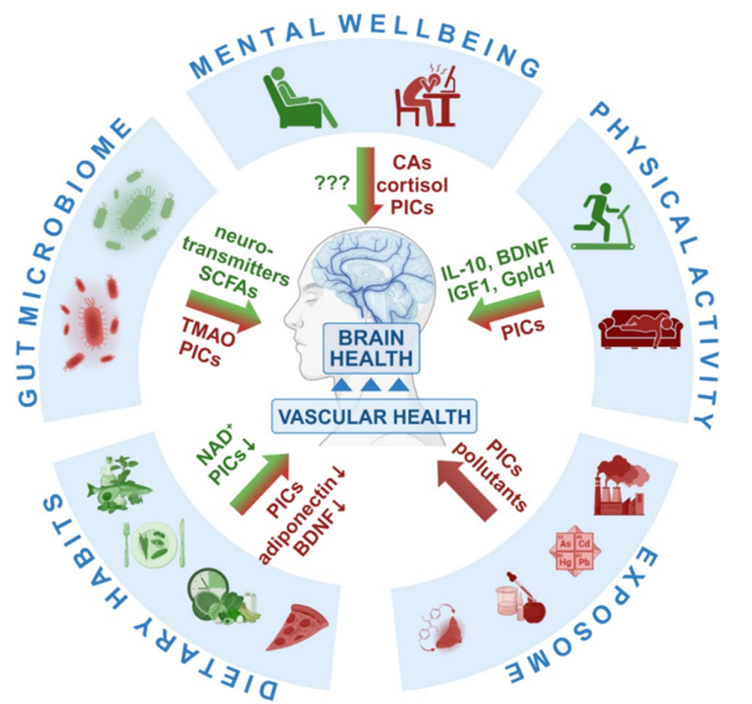 MENTAL WELLBEING
PHYSICAL ACTIVITY
EXPOSOME
DIETARY HABITS
GUT MICROBIOME
???
CAs
cortisol
PICs
neuro-
transmitters
SCFAs
TMAO
PICs
IL-10, BDNF
IGF1, Gpld1
PICs
BRAIN
HEALTH
VASCULAR HEALTH
NAD+
PICs↓
PICs
adiponectin↓
BDNF↓
PICs
pollutants
As Cd
Hg Pb